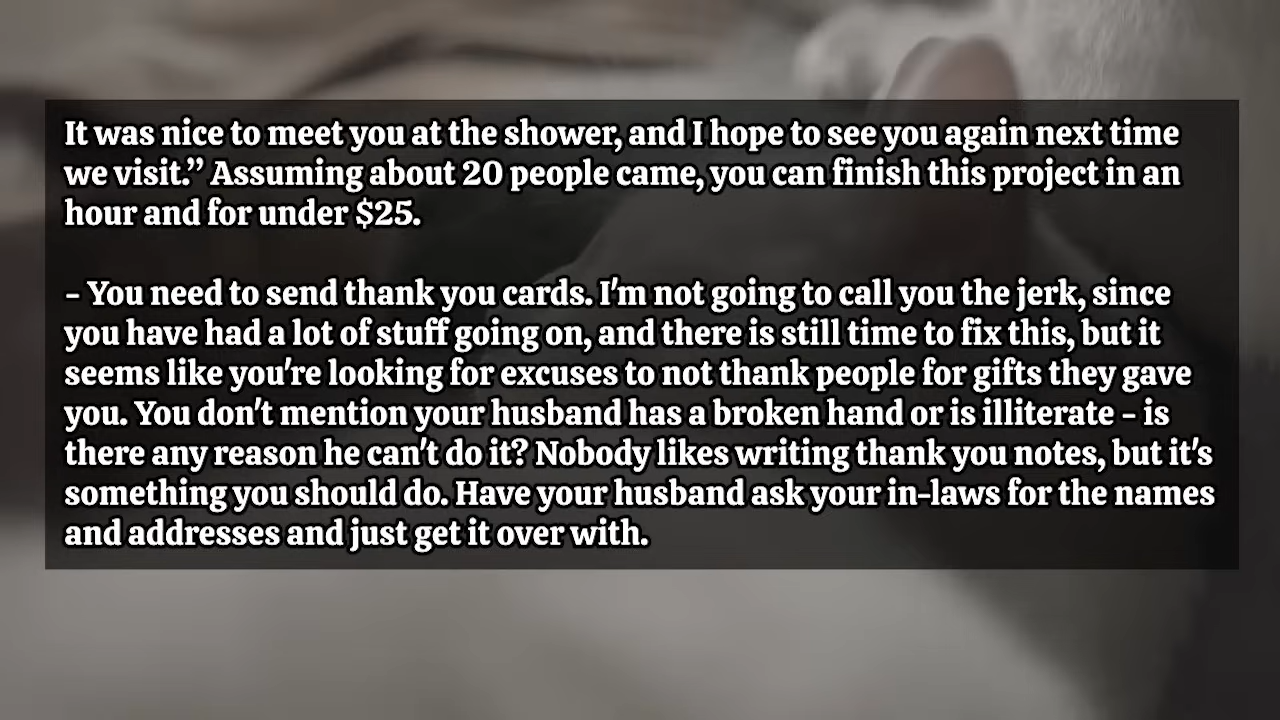 It was nice to meet you at the shower, and I hope to see you again next time
we visit.” Assuming about 20 people came, you can finish this project in an
hour and for under $25.
- You need to send thank you cards. I'm not going to call you the jerk, since
you have had a lot of stuff going on, and there is still time to fix this, but it
seems like you're looking for excuses to not thank people for gifts they gave
you. You don't mention your husband has a broken hand or is illiterate - is
there any reason he can't do it? Nobody likes writing thank you notes, but it's
something you should do. Have your husband ask your in-laws for the names
and addresses and just get it over with.